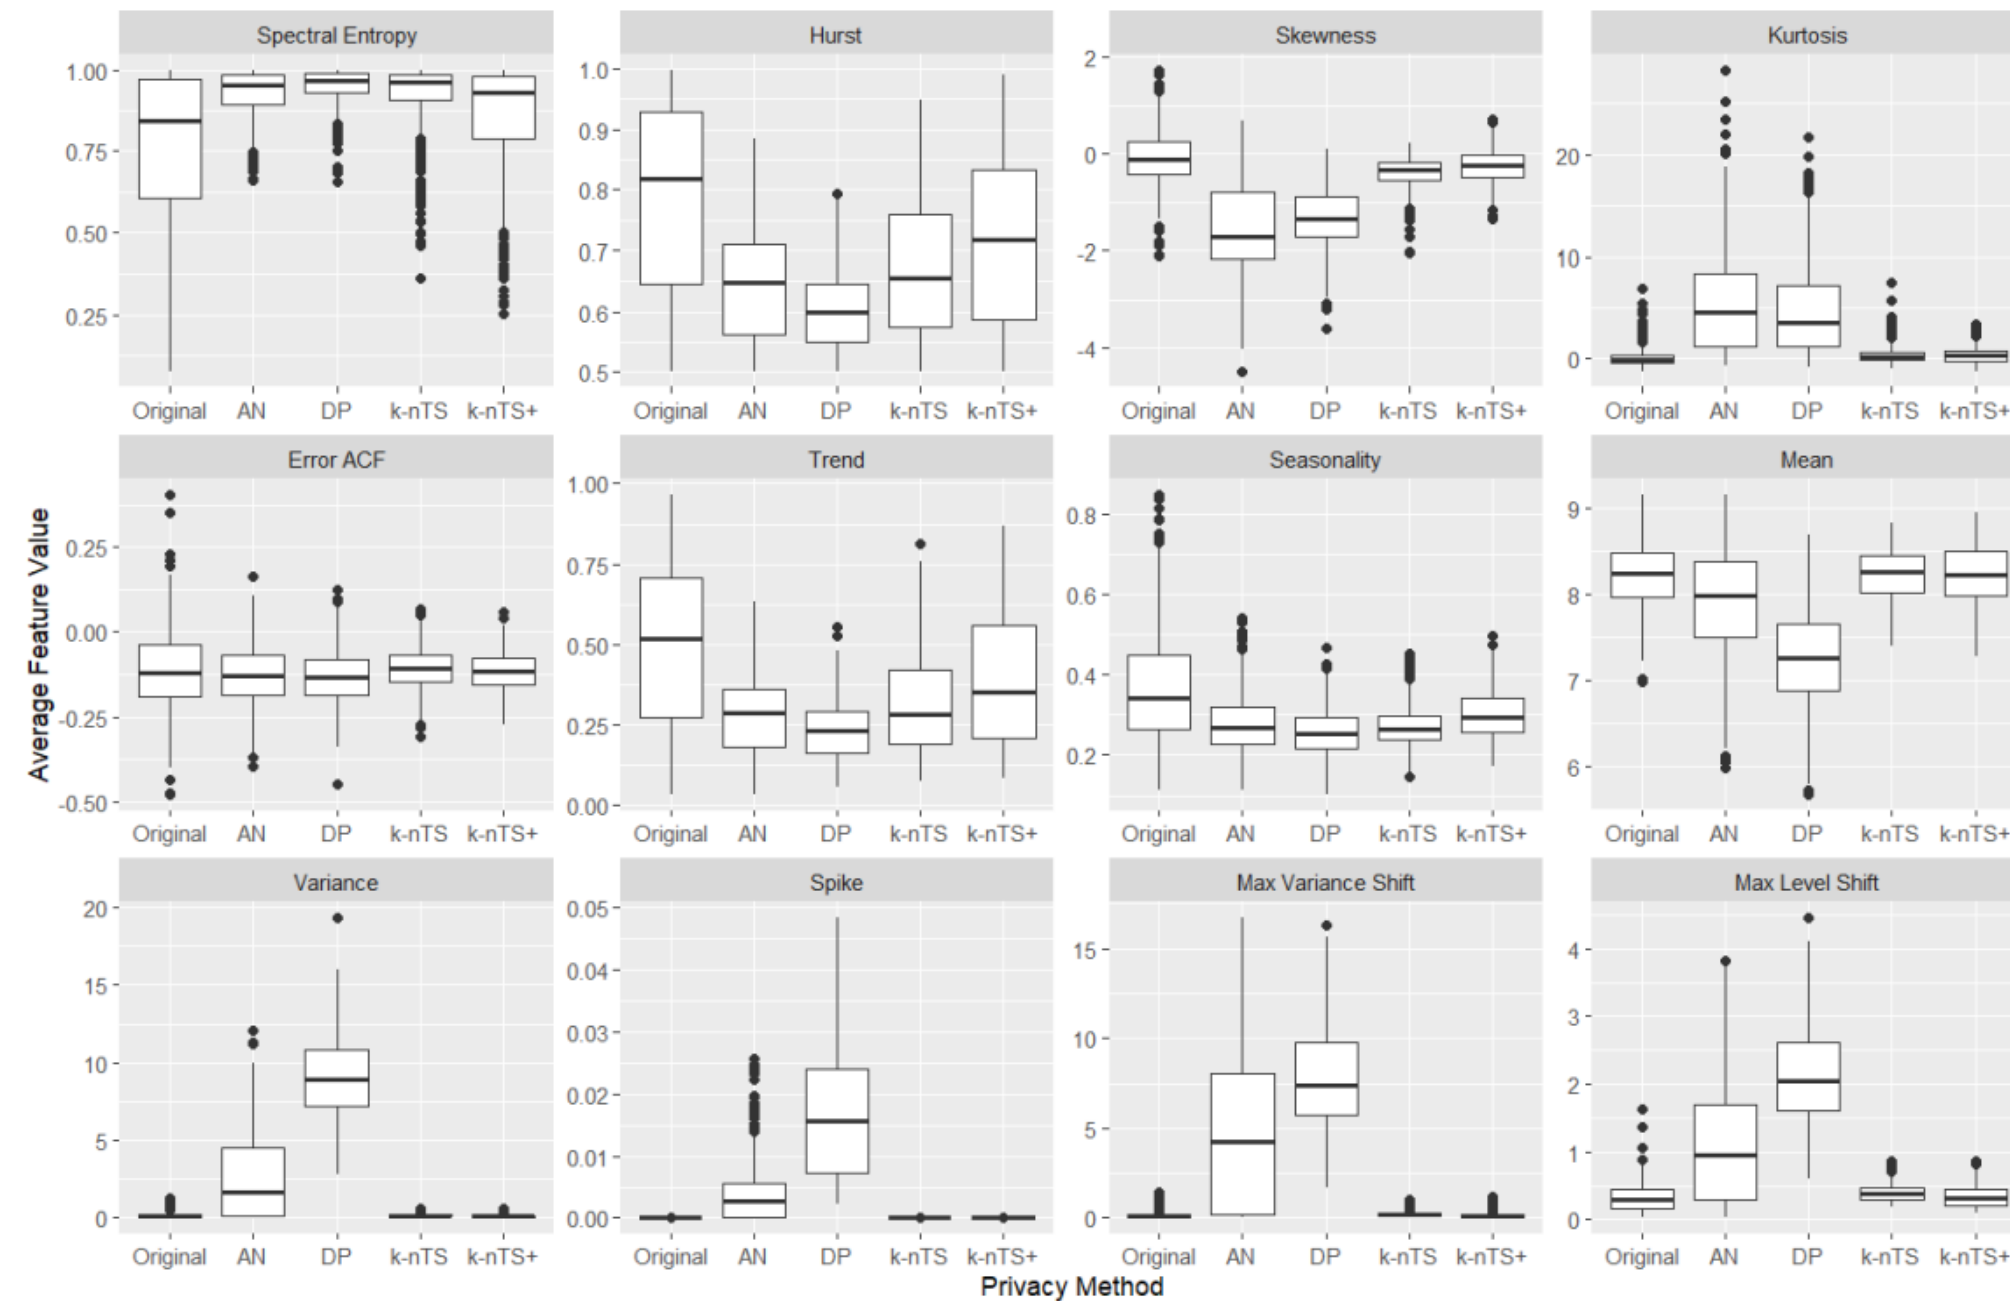 Spectral Entropy Hurst Skewness Kurtosis
1.00 0.75 0.50 0.25
1.0 0.9 0.8 0.7 0.6 0.5
2 0 -2 -4
20 10 0
Original AN DP k-nTS k-nTS+ Original AN DP k-nTS k-nTS+ Original AN DP k-nTS k-nTS+ Original AN DP k-nTS k-nTS+
Average Feature Value
Error ACF Trend Seasonality Mean
0.25 0.00 -0.25 -0.50
1.00 0.75 0.50 0.25 0.00
0.8 0.6 0.4 0.2
9 8 7 6
Original AN DP k-nTS k-nTS+ Original AN DP k-nTS k-nTS+ Original AN DP k-nTS k-nTS+ Original AN DP k-nTS k-nTS+
Variance Spike Max Variance Shift Max Level Shift
20 15 10 5 0
0.05 0.04 0.03 0.02 0.01 0.00
15 10 5 0
4 3 2 1 0
Original AN DP k-nTS k-nTS+ Original AN DP k-nTS k-nTS+ Original AN DP k-nTS k-nTS+ Original AN DP k-nTS k-nTS+
Privacy Method